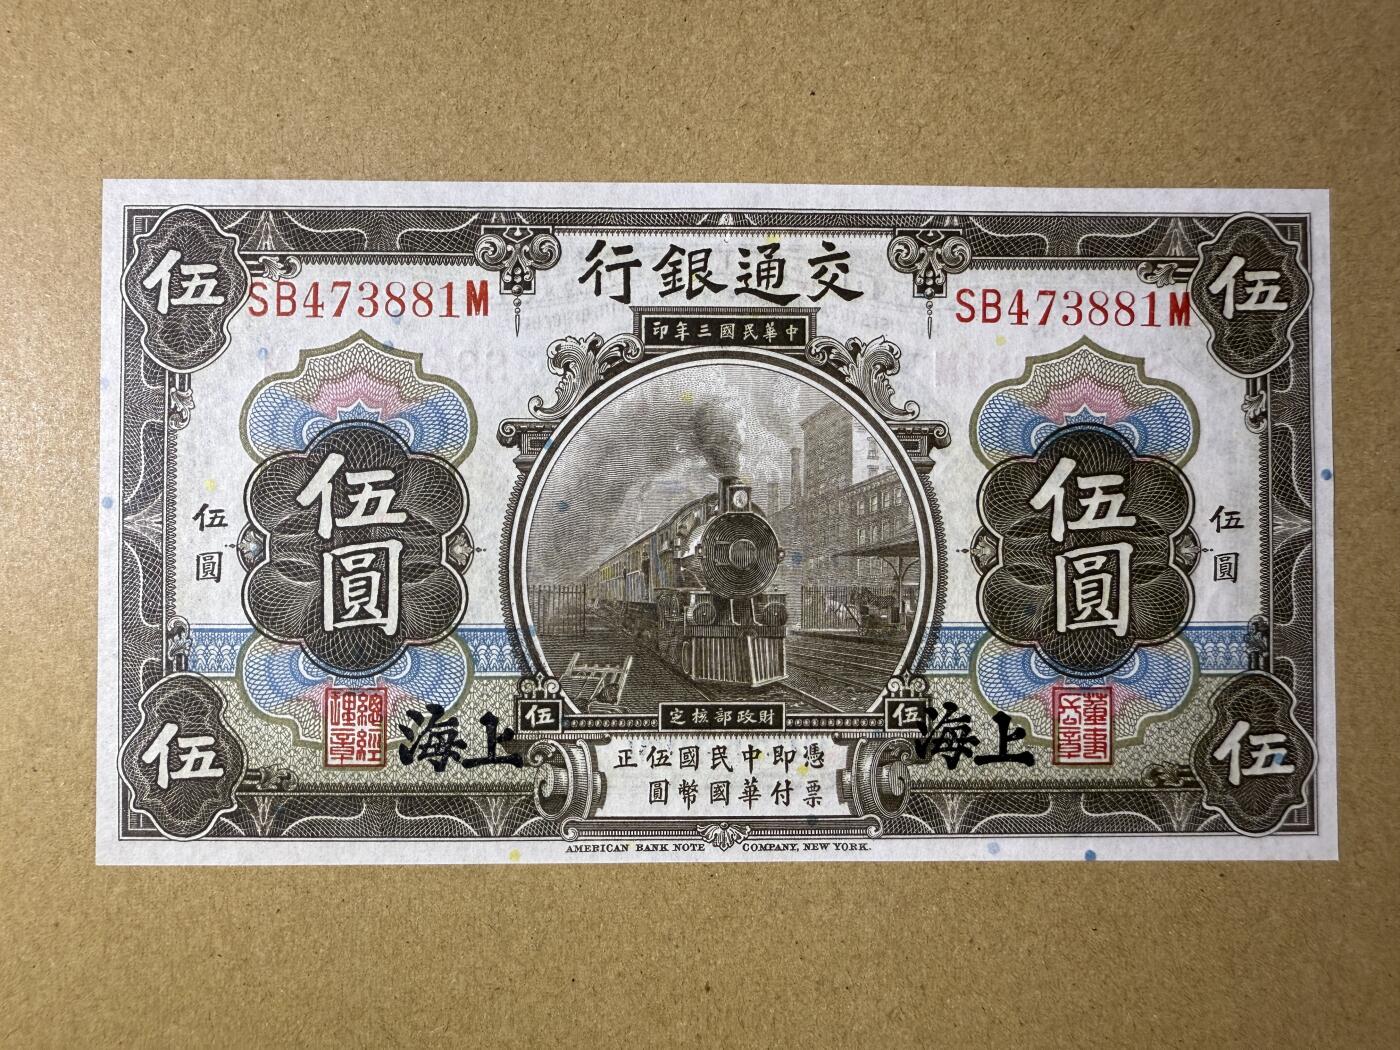 伍
伍
交通銀行
SB473881M
SB473881M
中華民國三年印
伍圓
伍圓
伍圓
伍圓
財政部核定
伍
伍
上海
上海
總經理章
董事長章
憑票即付中華民國國幣伍圓正
伍
伍
AMERICAN BANK NOTE COMPANY, NEW YORK.